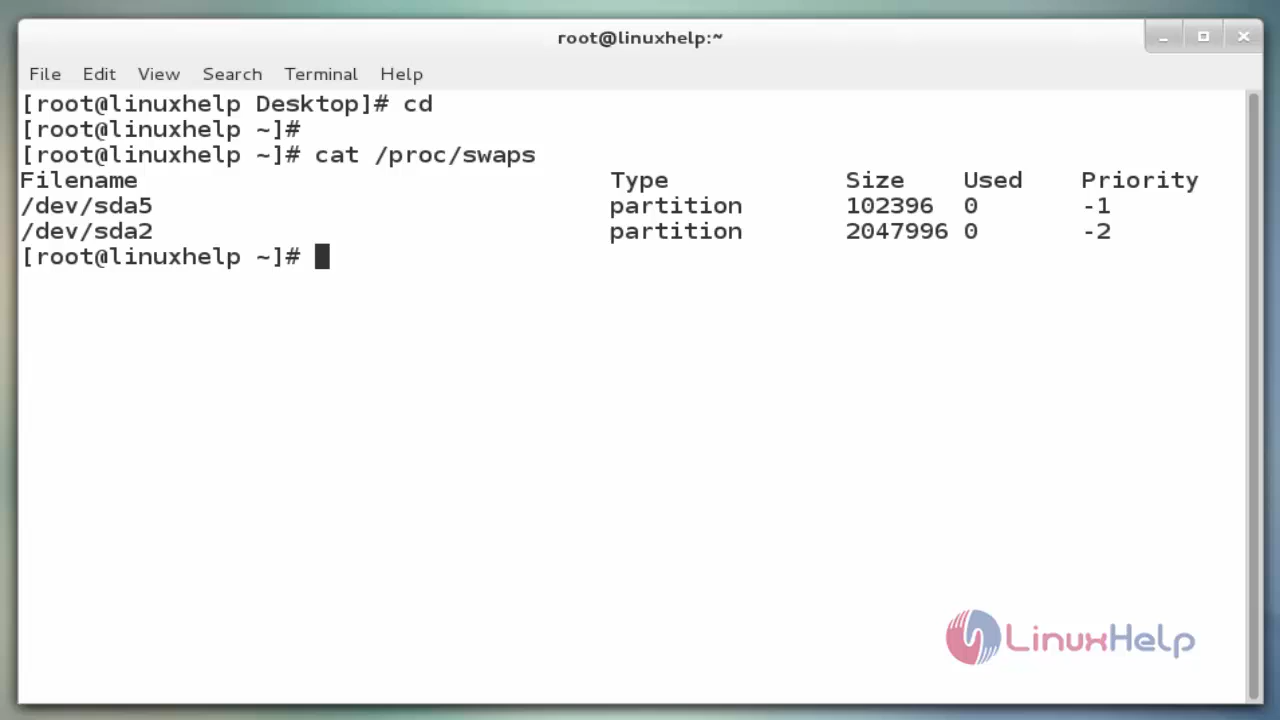 root@linuxhelp:~
File Edit View Search Terminal Help
[root@linuxhelp Desktop]# cd
[root@linuxhelp ~]#
[root@linuxhelp ~]# cat /proc/swaps
Filename Type Size Used Priority
/dev/sda5 partition 102396 0 -1
/dev/sda2 partition 2047996 0 -2
[root@linuxhelp ~]#
LinuxHelp